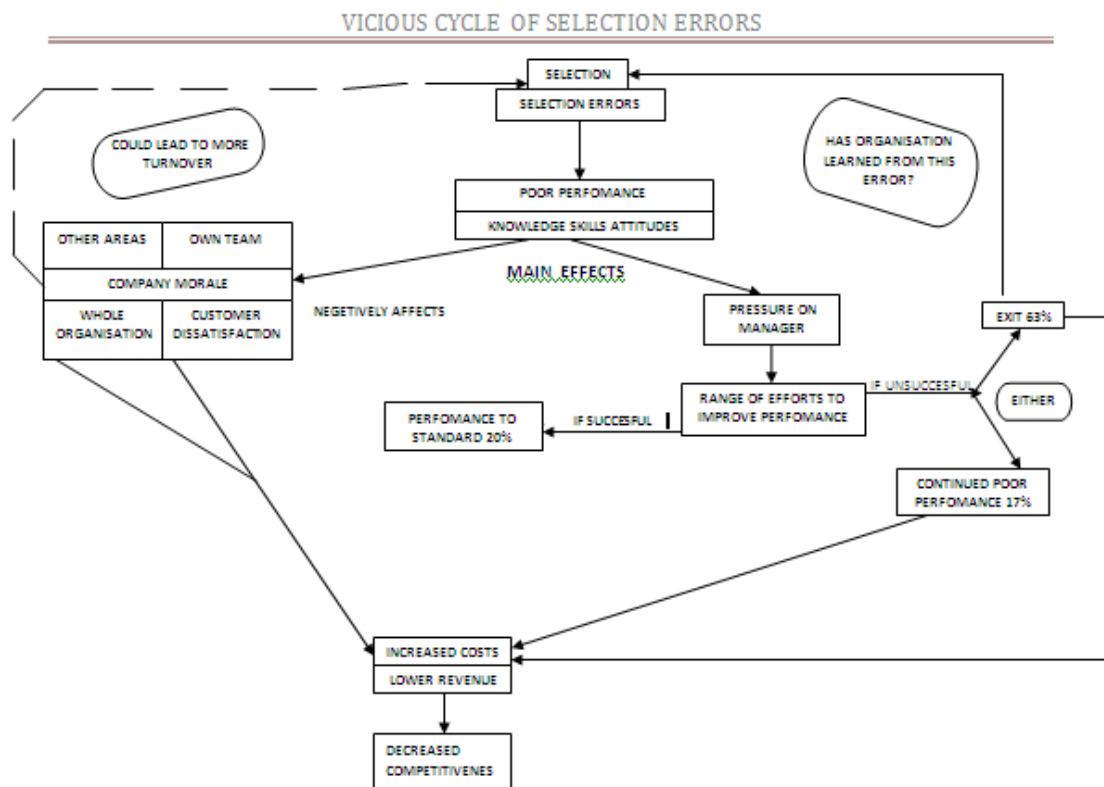 VICIOUS CYCLE OF SELECTION ERRORS
SELECTION
SELECTION ERRORS
COULD LEAD TO MORE
TURNOVER
HAS ORGANISATION
LEARNED FROM THIS
ERROR?
POOR PERFOMANCE
KNOWLEDGE SKILLS ATTITUDES
OTHER AREAS
OWN TEAM
COMPANY MORALE
WHOLE
ORGANISATION
CUSTOMER
DISSATISFACTION
MAIN EFFECTS
NEGETIVELY AFFECTS
PRESSURE ON
MANAGER
EXIT 63%
RANGE OF EFFORTS TO
IMPROVE PERFOMANCE
IF UNSUCCESFUL
EITHER
PERFOMANCE TO
STANDARD 20%
IF SUCCESFUL
CONTINUED POOR
PERFOMANCE 17%
INCREASED COSTS
LOWER REVENUE
DECREASED
COMPETITIVENES